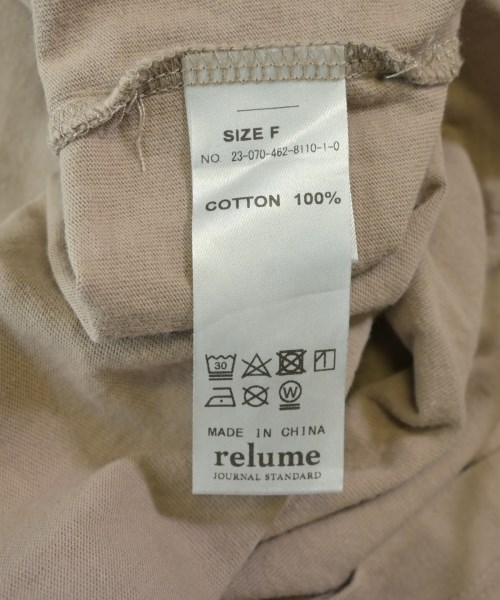 SIZE F
NO. 23-070-462-8110-1-0
COTTON 100%
30
W
MADE IN CHINA
relume
JOURNAL STANDARD